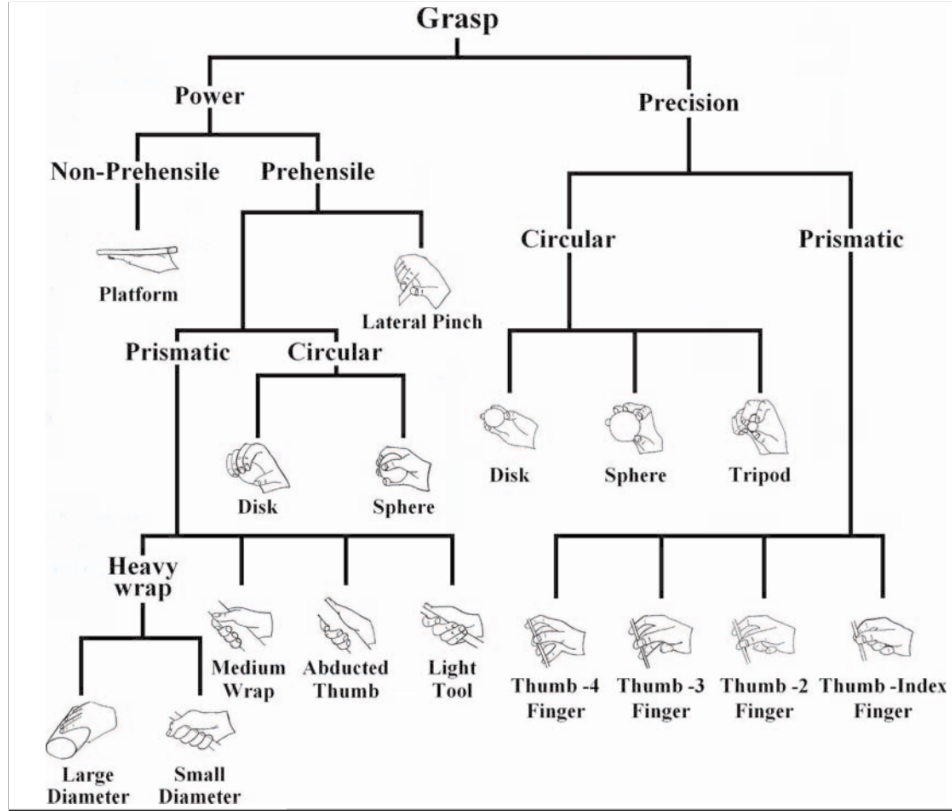 Grasp
Power
Precision
Non-Prehensile
Prehensile
Circular
Prismatic
Platform
Lateral Pinch
Prismatic
Circular
Disk
Sphere
Tripod
Disk
Sphere
Heavy
wrap
Medium
Wrap
Abducted
Thumb
Light
Tool
Thumb -4
Finger
Thumb -3
Finger
Thumb -2
Finger
Thumb -Index
Finger
Large
Diameter
Small
Diameter